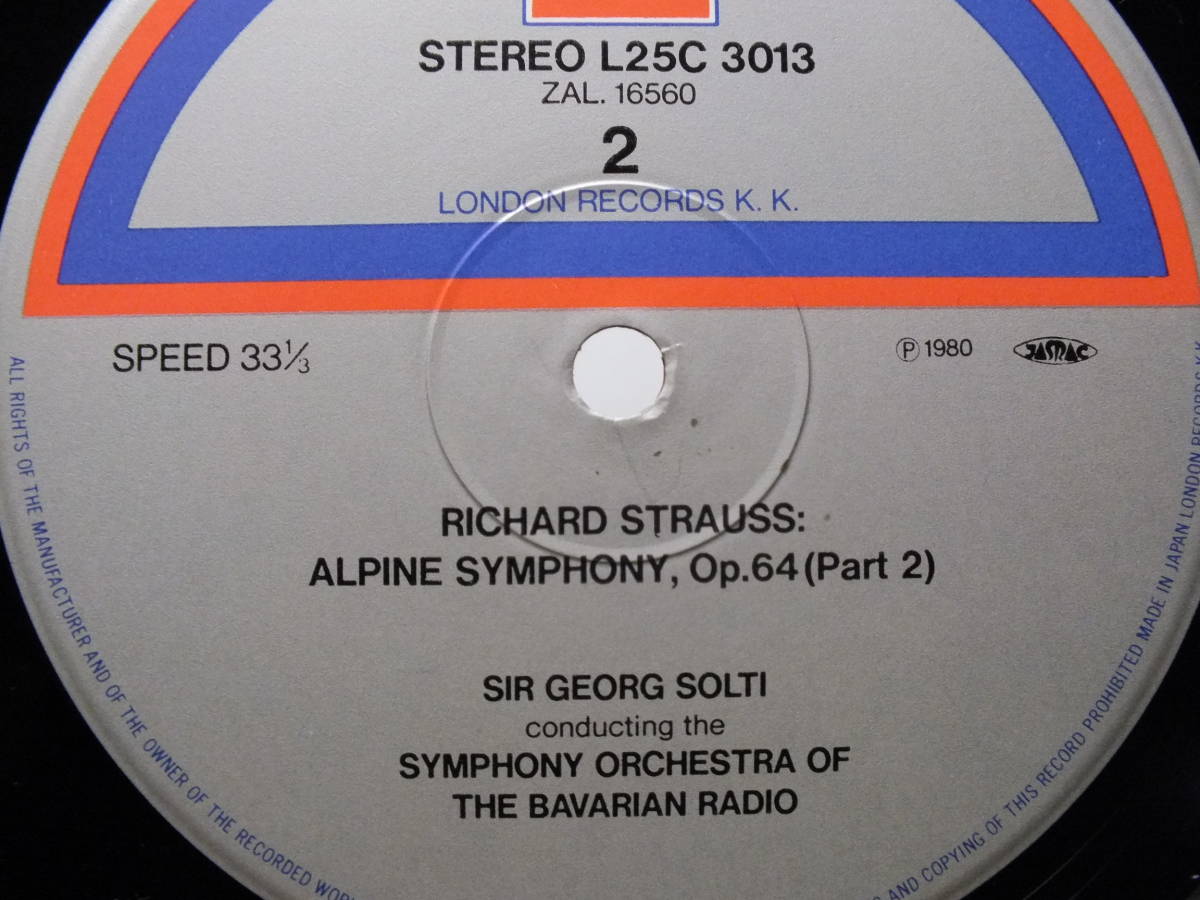 STEREO L25C 3013
ZAL. 16560
2
LONDON RECORDS K. K.
SPEED 33⅓
Ⓟ 1980
JASRAC
RICHARD STRAUSS:
ALPINE SYMPHONY, Op.64 (Part 2)
SIR GEORG SOLTI
conducting the
SYMPHONY ORCHESTRA OF
THE BAVARIAN RADIO
ALL RIGHTS OF THE MANUFACTURER AND OF THE OWNER OF THE RECORDED
AND COPYING OF THIS RECORD PROHIBITED MADE IN JAPAN LONDON RECORDS K.K.